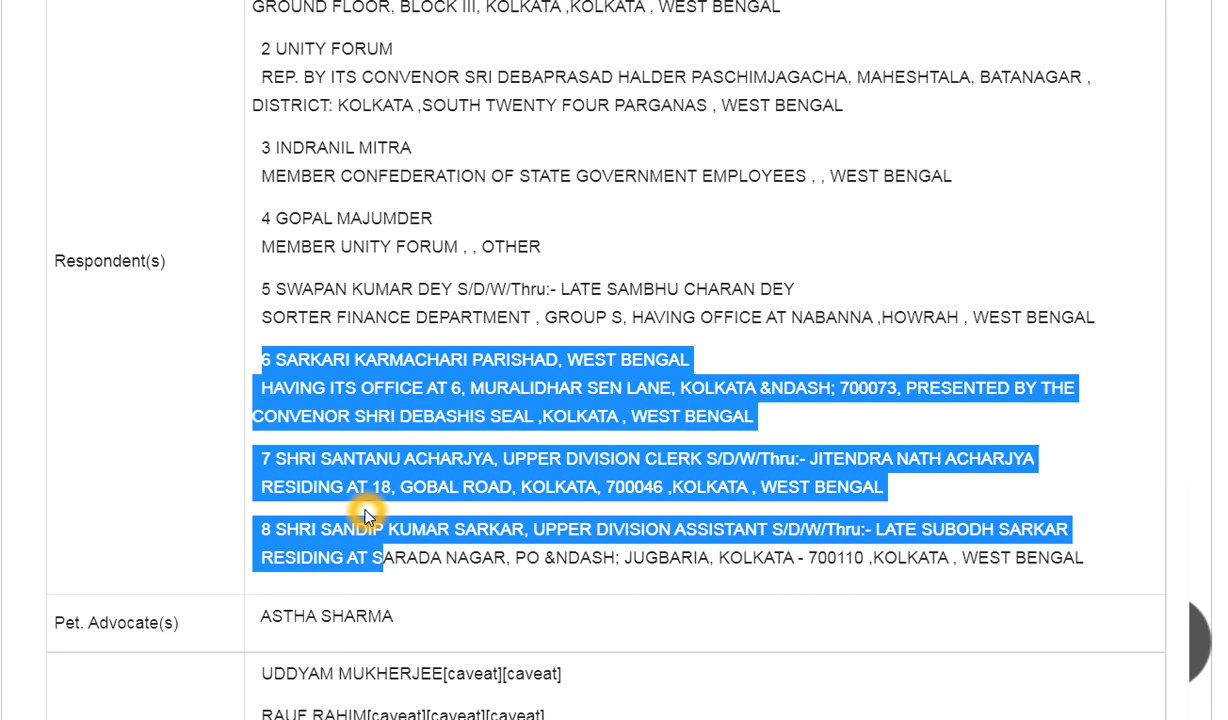 GROUND FLOOR, BLOCK III, KOLKATA ,KOLKATA , WEST BENGAL
2 UNITY FORUM
REP. BY ITS CONVENOR SRI DEBAPRASAD HALDER PASCHIMJAGACHA, MAHESHTALA, BATANAGAR ,
DISTRICT: KOLKATA ,SOUTH TWENTY FOUR PARGANAS , WEST BENGAL
3 INDRANIL MITRA
MEMBER CONFEDERATION OF STATE GOVERNMENT EMPLOYEES , , WEST BENGAL
4 GOPAL MAJUMDER
MEMBER UNITY FORUM , , OTHER
Respondent(s)
5 SWAPAN KUMAR DEY S/D/W/Thru:- LATE SAMBHU CHARAN DEY
SORTER FINANCE DEPARTMENT , GROUP S, HAVING OFFICE AT NABANNA ,HOWRAH , WEST BENGAL
6 SARKARI KARMACHARI PARISHAD, WEST BENGAL
HAVING ITS OFFICE AT 6, MURALIDHAR SEN LANE, KOLKATA &NDASH; 700073, PRESENTED BY THE
CONVENOR SHRI DEBASHIS SEAL ,KOLKATA , WEST BENGAL
7 SHRI SANTANU ACHARJYA, UPPER DIVISION CLERK S/D/W/Thru:- JITENDRA NATH ACHARJYA
RESIDING AT 18, GOBAL ROAD, KOLKATA, 700046 ,KOLKATA , WEST BENGAL
8 SHRI SANDIP KUMAR SARKAR, UPPER DIVISION ASSISTANT S/D/W/Thru:- LATE SUBODH SARKAR
RESIDING AT SARADA NAGAR, PO &NDASH; JUGBARIA, KOLKATA - 700110 ,KOLKATA , WEST BENGAL
Pet. Advocate(s)
ASTHA SHARMA
UDDYAM MUKHERJEE[caveat][caveat]
RAUF RAHIM[caveat][caveat][caveat]